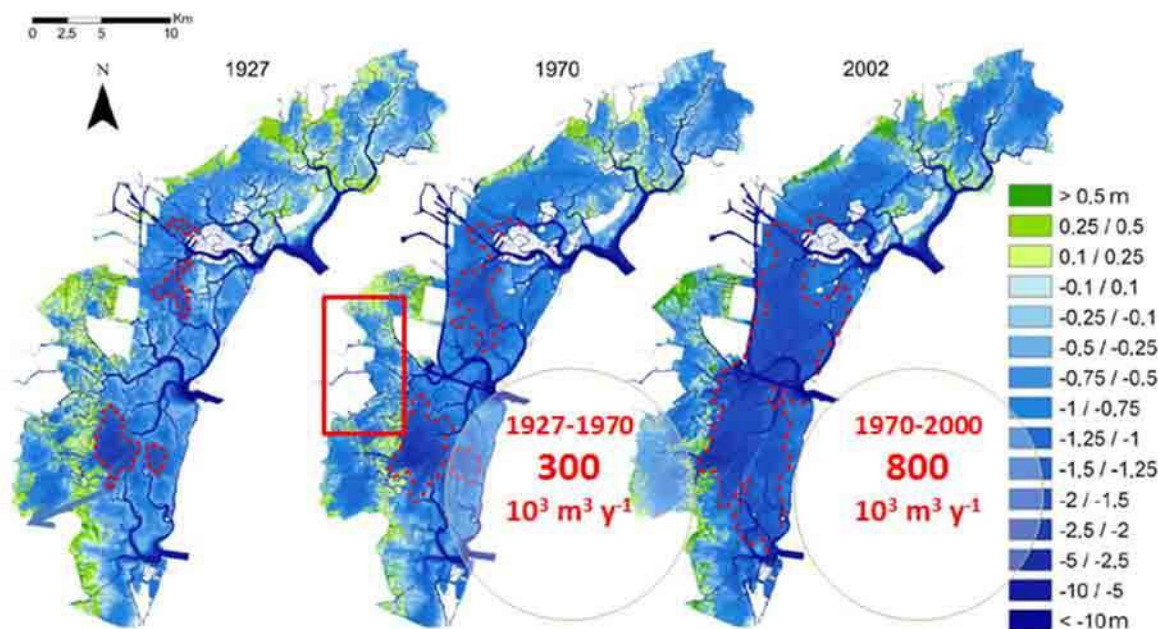 Km
0 2.5 5 10
N
1927
1970
2002
> 0.5 m
0.25 / 0.5
0.1 / 0.25
-0.1 / 0.1
-0.25 / -0.1
-0.5 / -0.25
-0.75 / -0.5
-1 / -0.75
-1.25 / -1
-1.5 / -1.25
-2 / -1.5
-2.5 / -2
-5 / -2.5
-10 / -5
< -10m
1927-1970
300
10³ m³ y⁻¹
1970-2000
800
10³ m³ y⁻¹